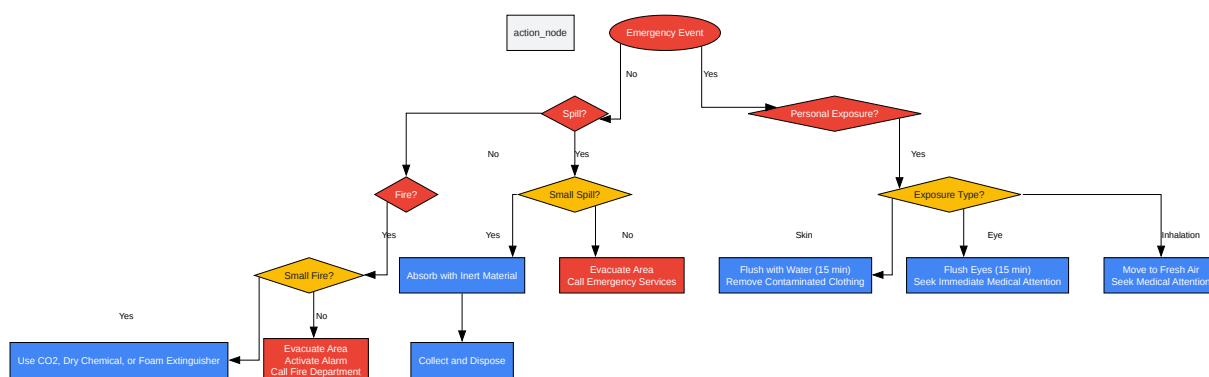 action_node
Emergency Event
No
Yes
Spill?
Personal Exposure?
No
Yes
Yes
Fire?
Small Spill?
Exposure Type?
Yes
Yes
No
Skin
Eye
Inhalation
Small Fire?
Absorb with Inert Material
Evacuate Area
Call Emergency Services
Flush with Water (15 min)
Remove Contaminated Clothing
Flush Eyes (15 min)
Seek Immediate Medical Attention
Move to Fresh Air
Seek Medical Attention
Yes
No
Use CO2, Dry Chemical, or Foam Extinguisher
Evacuate Area
Activate Alarm
Call Fire Department
Collect and Dispose